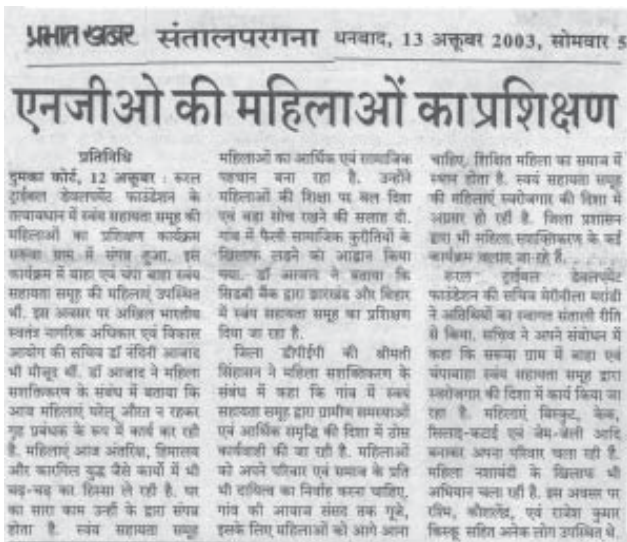 प्रभात खबर संतालपरगना धनबाद, 13 अक्तूबर 2003, सोमवार 5
एनजीओ की महिलाओं का प्रशिक्षण
प्रतिनिधि
दुमका कोर्ट, 12 अक्तूबर : रूरल
ट्राईबल डेवलपमेंट फाउंडेशन के
तत्वावधान में स्वंय सहायता समूह की
महिलाओं का प्रशिक्षण कार्यक्रम
सरुवा ग्राम में संपन्न हुआ. इस
कार्यक्रम में बाहा एवं चंपा बाहा स्वंय
सहायता समूह की महिलाएं उपस्थित
थीं. इस अवसर पर अखिल भारतीय
स्वतंत्र नागरिक अधिकार एवं विकास
आयोग की सचिव डॉ नंदिनी आजाद
भी मौजूद थीं. डॉ आजाद ने महिला
सशक्तिकरण के संबंध में बताया कि
आज महिलाएं घरेलू औरत न रहकर
गृह प्रबंधक के रूप में कार्य कर रही
है. महिलाएं आज अंतरिक्ष, हिमालय
और कारगिल युद्ध जैसे कार्यो में भी
बढ़-चढ़ का हिस्सा ले रही है. घर
का सारा काम उन्हीं के द्वारा संपन्न
होता है. स्वंय सहायता समूह
महिलाओं का आर्थिक एवं सामाजिक
पहचान बना रहा है. उन्होंने
महिलाओं की शिक्षा पर बल दिया
एवं बड़ा सोच रखने की सलाह दी.
गांव में फैली सामाजिक कुरीतियों के
खिलाफ लड़ने को आह्वान किया
गया. डॉ आजाद ने बताया कि
सिडबी बैंक द्वारा झारखंड और बिहार
में स्वंय सहायता समूह का प्रशिक्षण
दिया जा रहा है.
जिला डीपीईपी की श्रीमती
सिंहासन ने महिला सशक्तिकरण के
संबंध में कहा कि गांव में स्वयं
सहायता समूह द्वारा ग्रामीण समस्याओं
एवं आर्थिक समृद्धि की दिशा में ठोस
कार्यवाही की जा रही है. महिलाओं
को अपने परिवार एवं समाज के प्रति
भी दायित्व का निर्वाह करना चाहिए.
गांव की आवाज संसद तक गूंजे,
इसके लिए महिलाओं को आगे आना
चाहिए. शिक्षित महिला का समाज में
स्थान होता है. स्वयं सहायता समूह
की महिलाएं स्वरोजगार की दिशा में
अग्रसर हो रही है. जिला प्रशासन
द्वारा भी महिला सशक्तिकरण के कई
कार्यक्रम चलाए जा रहे हैं.
रूरल ट्राईबल डेवलपमेंट
फाउंडेशन की सचिव मेरीनीला मरांडी
ने अतिथियों का स्वागत संताली रीति
से किया. सचिव ने अपने संबोधन में
कहा कि सरुवा ग्राम में बाहा एवं
चंपाबाहा स्वंय सहायता समूह द्वारा
स्वरोजगार की दिशा में कार्य किया जा
रहा है. महिलाएं बिस्कुट, केक,
सिलाई-कटाई एवं जेम-जेली आदि
बनाकर अपना परिवार चला रही हैं.
महिला नशाबंदी के खिलाफ भी
अभियान चला रही है. इस अवसर पर
रश्मि, कौशलेंद्र, एवं राजेश कुमार
किस्कू सहित अनेक लोग उपस्थित थे.